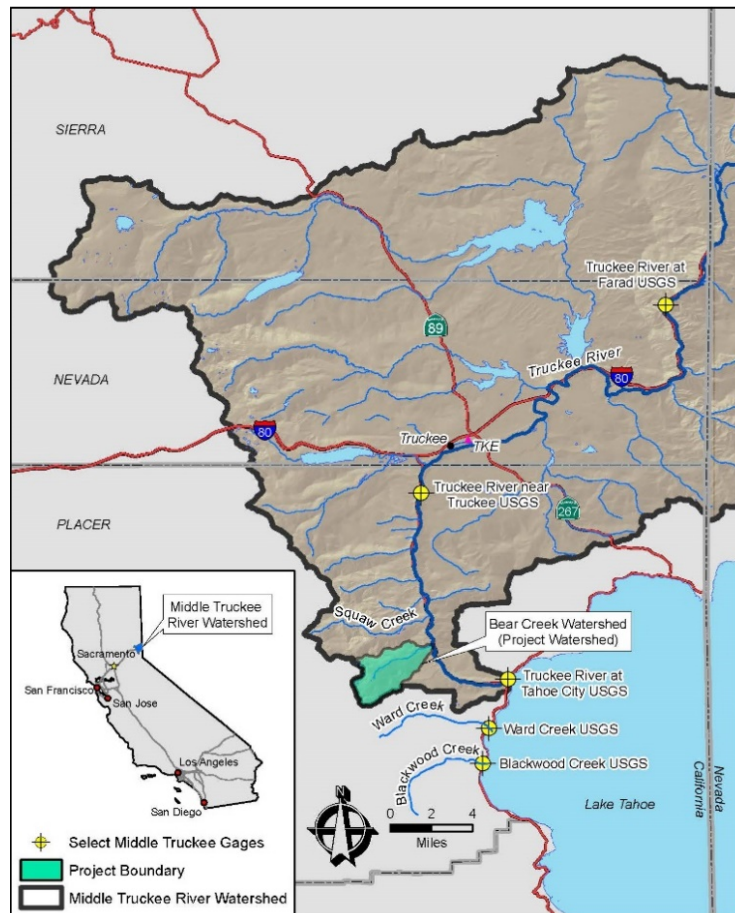 SIERRA
Truckee River at
Farad USGS
89
Truckee River
NEVADA
80
80
Truckee
TKE
Truckee River near
Truckee USGS
267
PLACER
Squaw Creek
Bear Creek Watershed
(Project Watershed)
Truckee River at
Tahoe City USGS
Ward Creek
Ward Creek USGS
Blackwood Creek
Blackwood Creek USGS
Nevada
California
Lake Tahoe
N
0 2 4
Miles
Middle Truckee
River Watershed
Sacramento
San Francisco
San Jose
Los Angeles
San Diego
Select Middle Truckee Gages
Project Boundary
Middle Truckee River Watershed